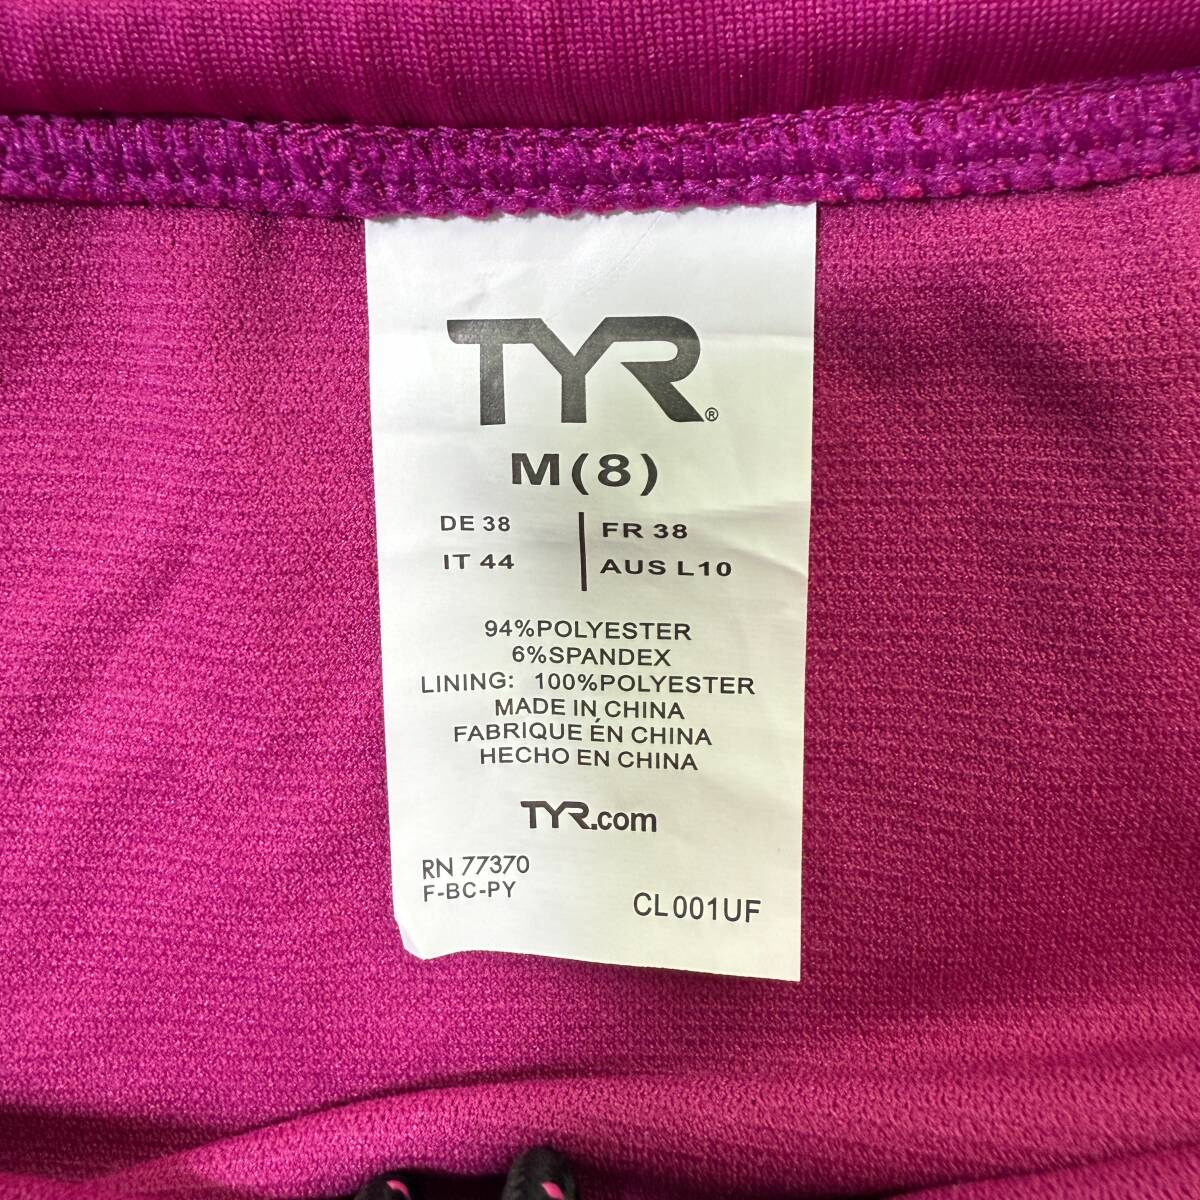 TYR®
M(8)
DE 38
IT 44
FR 38
AUS L10
94%POLYESTER
6%SPANDEX
LINING: 100%POLYESTER
MADE IN CHINA
FABRIQUE ÉN CHINA
HECHO EN CHINA
TYR.com
RN 77370
F-BC-PY
CL001UF